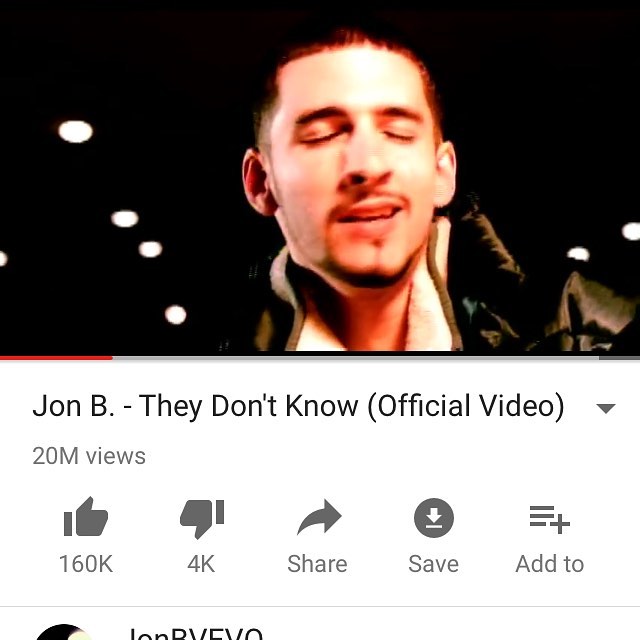 Jon B. - They Don't Know (Official Video)
20M views
160K
4K
Share
Save
Add to
JonBVEVO